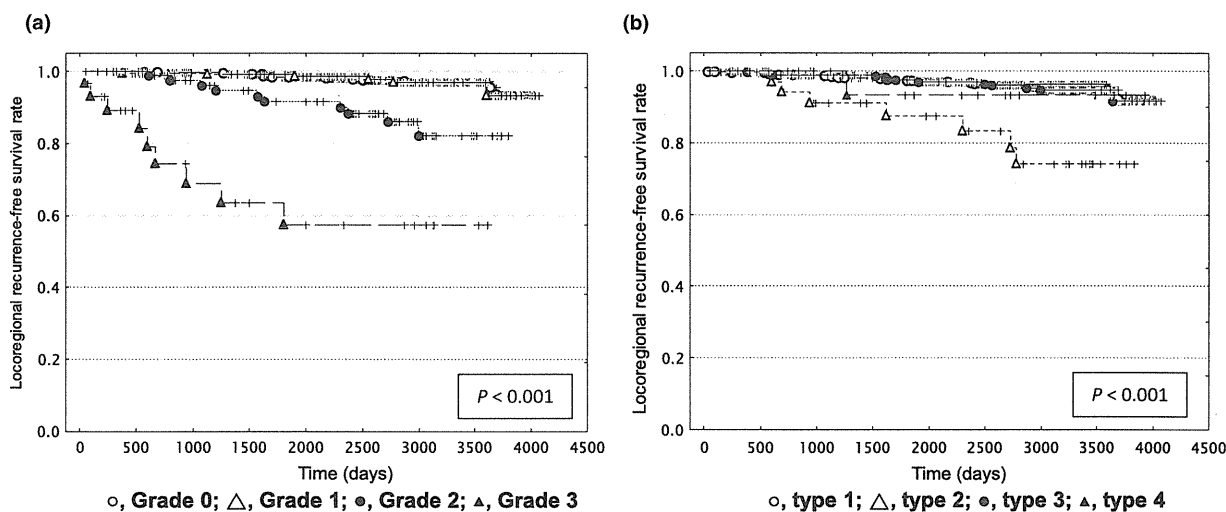 (a)
Locoregional recurrence-free survival rate
1.0
0.8
0.6
0.4
0.2
0.0
P < 0.001
0 500 1000 1500 2000 2500 3000 3500 4000 4500
Time (days)
○, Grade 0; △, Grade 1; ●, Grade 2; ▲, Grade 3
(b)
Locoregional recurrence-free survival rate
1.0
0.8
0.6
0.4
0.2
0.0
P < 0.001
0 500 1000 1500 2000 2500 3000 3500 4000 4500
Time (days)
○, type 1; △, type 2; ●, type 3; ▲, type 4